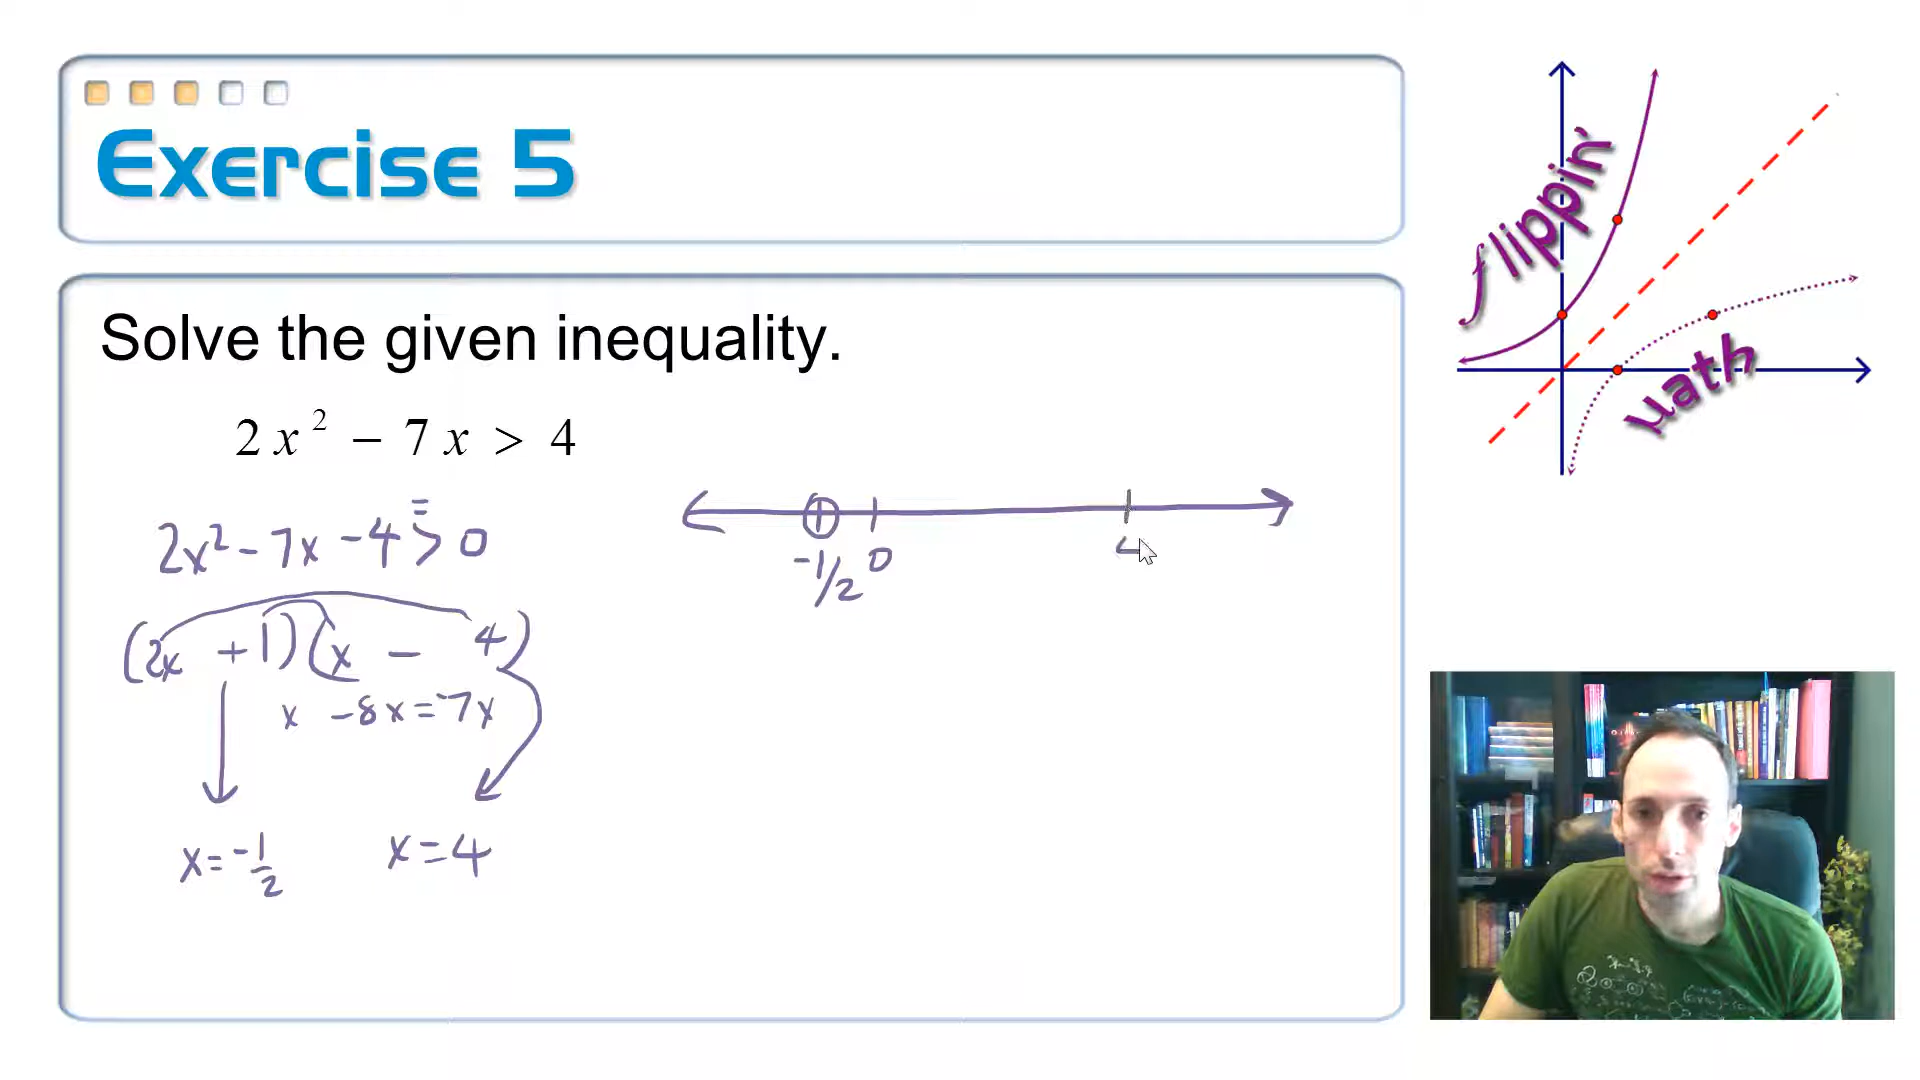 Exercise 5
flippin'
math
Solve the given inequality.
2x² − 7x > 4
=
2x² - 7x - 4 > 0
(2x + 1)(x - 4)
x - 8x = -7x
x = -1/2
x = 4
-1/2 0 4